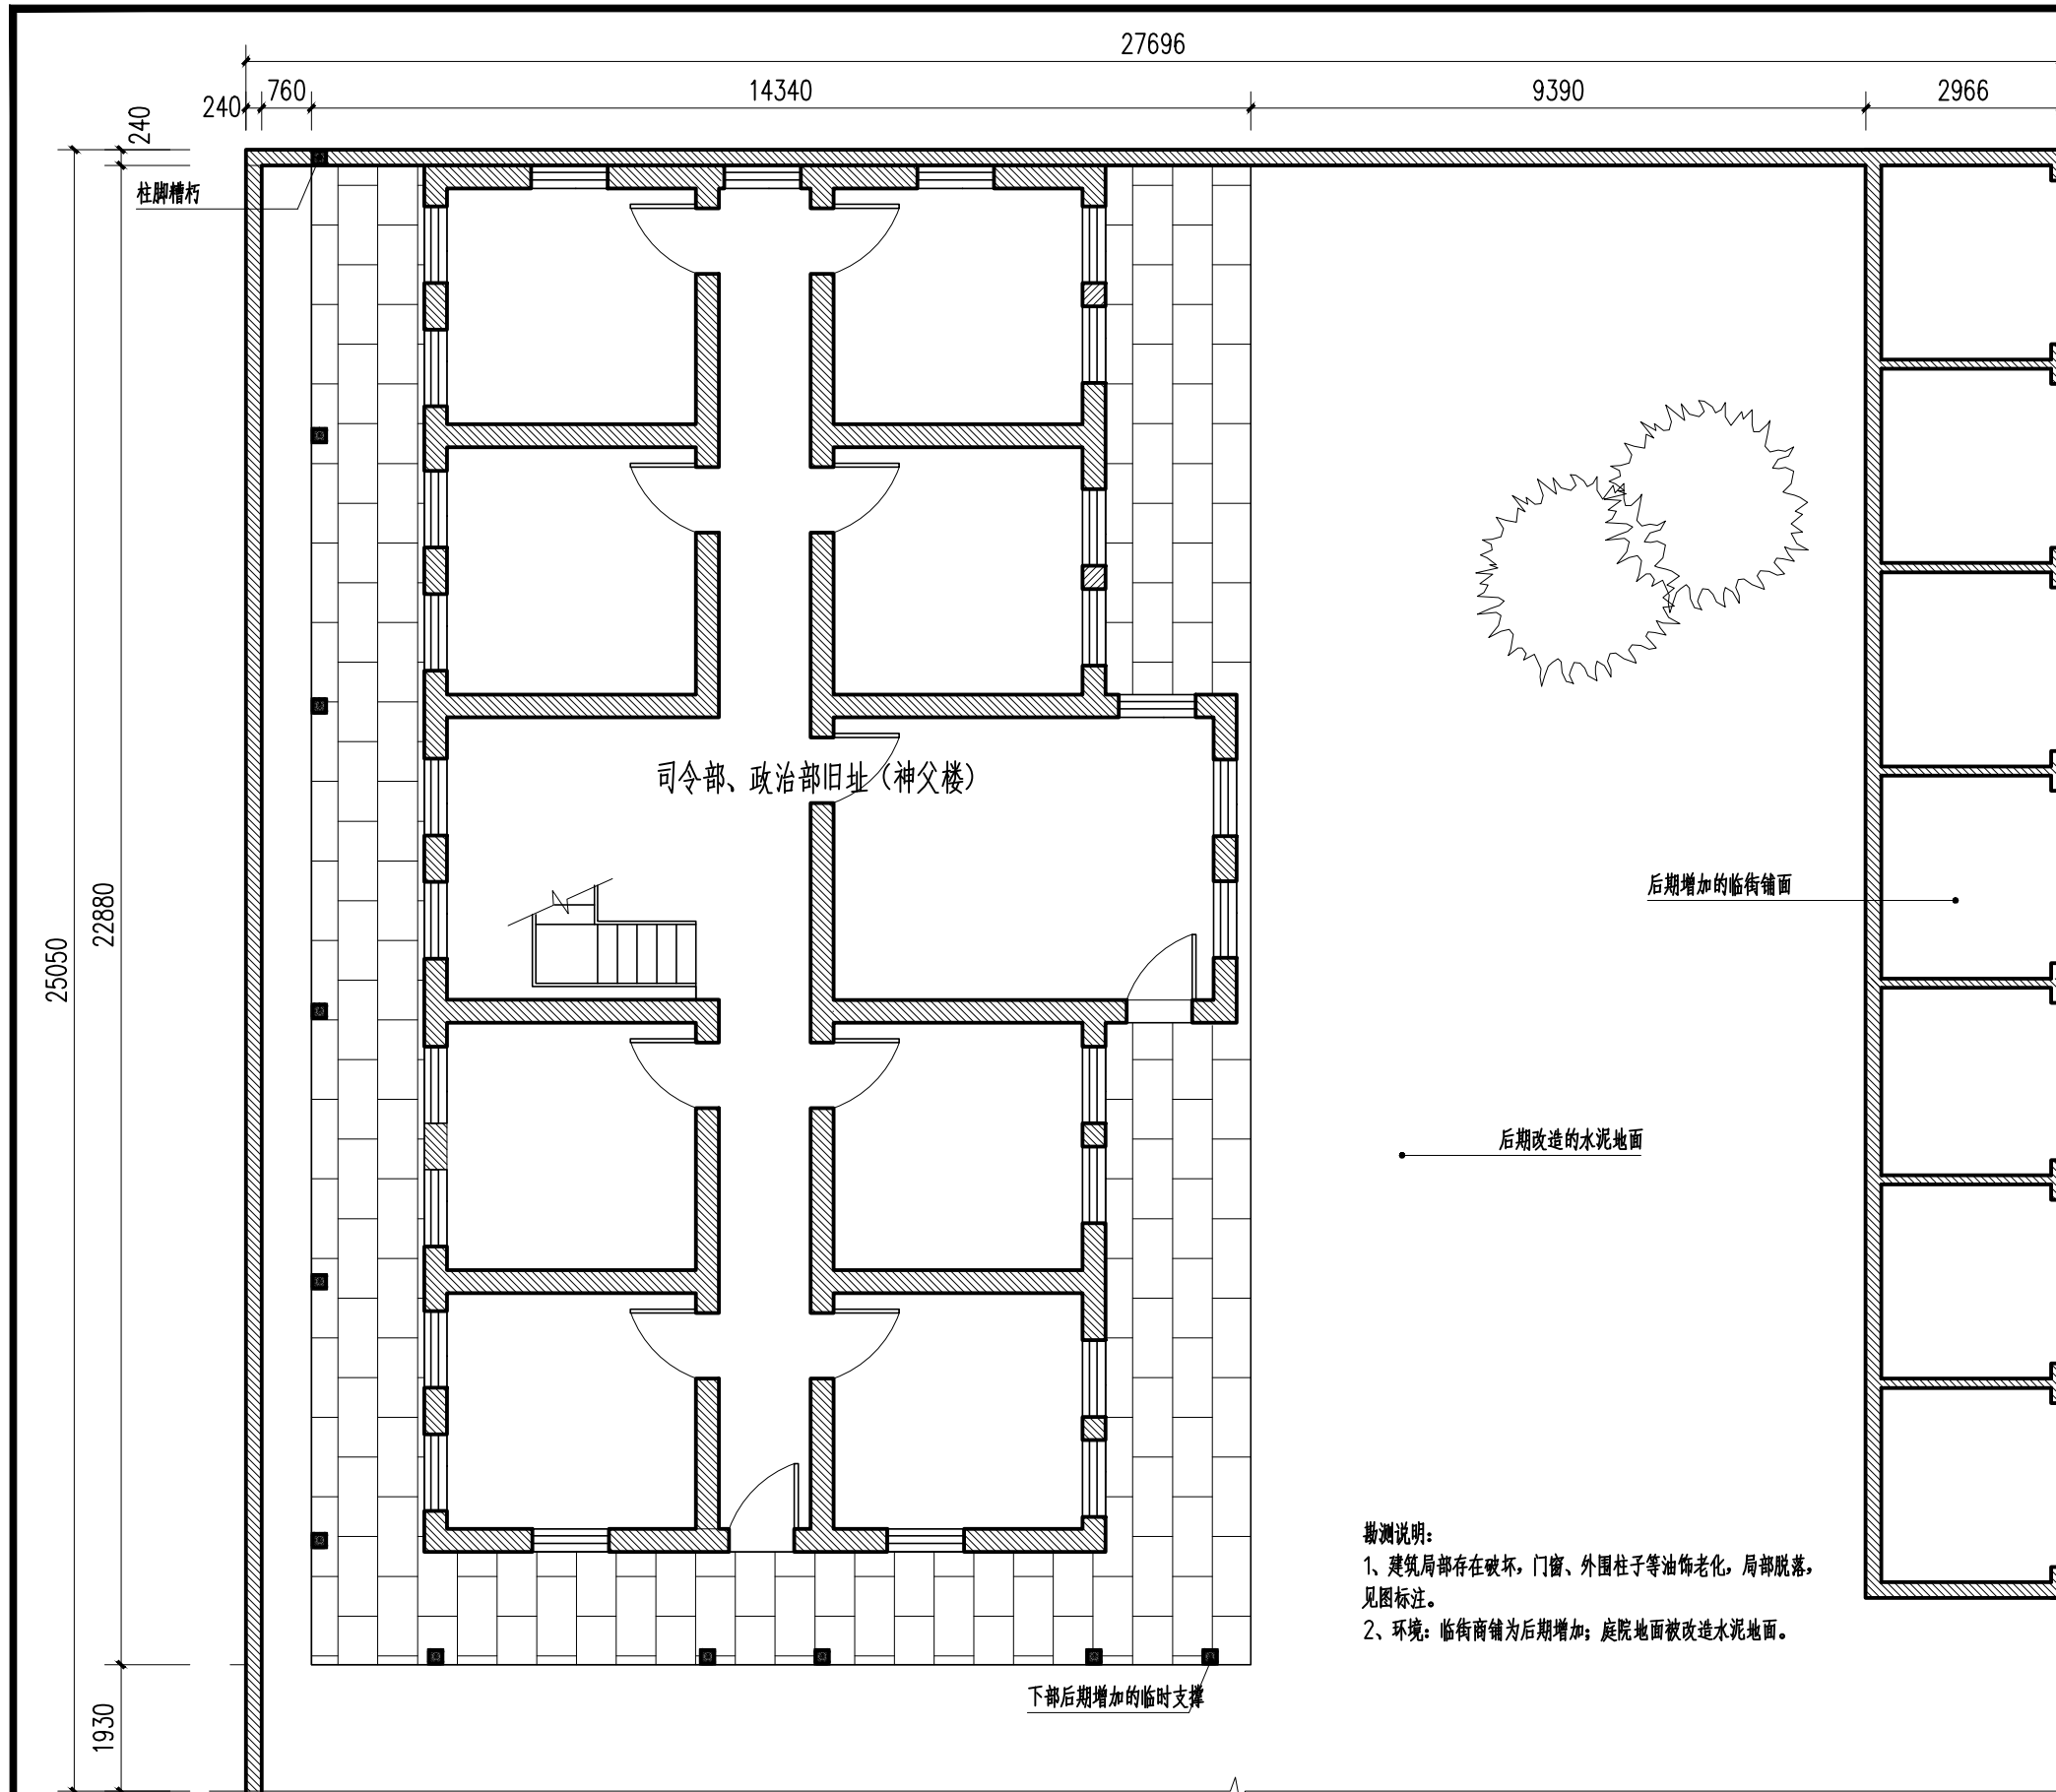 27696
240
760
14340
9390
2966
240
柱脚糟朽
司令部、政治部旧址（神父楼）
后期增加的临街铺面
22880
25050
后期改造的水泥地面
勘测说明：
1、建筑局部存在破坏，门窗、外围柱子等油饰老化，局部脱落，
见图标注。
2、环境：临街商铺为后期增加；庭院地面被改造水泥地面。
下部后期增加的临时支撑
1930